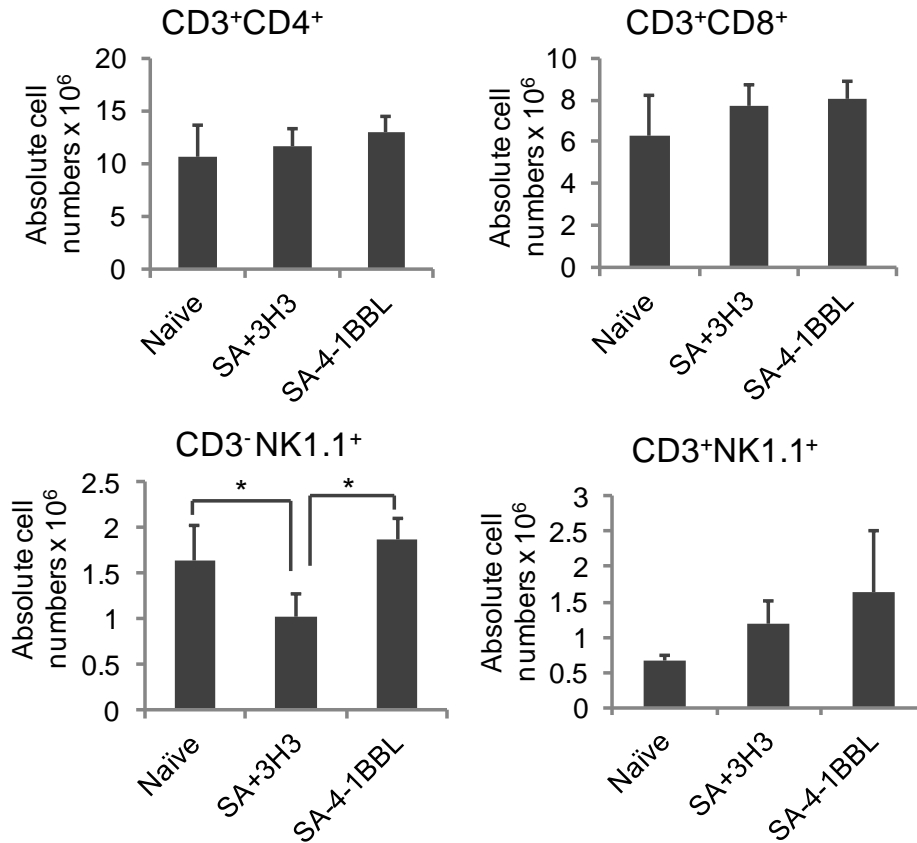 CD3⁺CD4⁺
Absolute cell
numbers x 10⁶
20
15
10
5
0
Naïve
SA+3H3
SA-4-1BBL
CD3⁺CD8⁺
Absolute cell
numbers x 10⁶
10
8
6
4
2
0
Naïve
SA+3H3
SA-4-1BBL
CD3⁻NK1.1⁺
Absolute cell
numbers x 10⁶
2.5
2
1.5
1
0.5
0
*
*
Naïve
SA+3H3
SA-4-1BBL
CD3⁺NK1.1⁺
Absolute cell
numbers x 10⁶
3
2.5
2
1.5
1
0.5
0
Naïve
SA+3H3
SA-4-1BBL